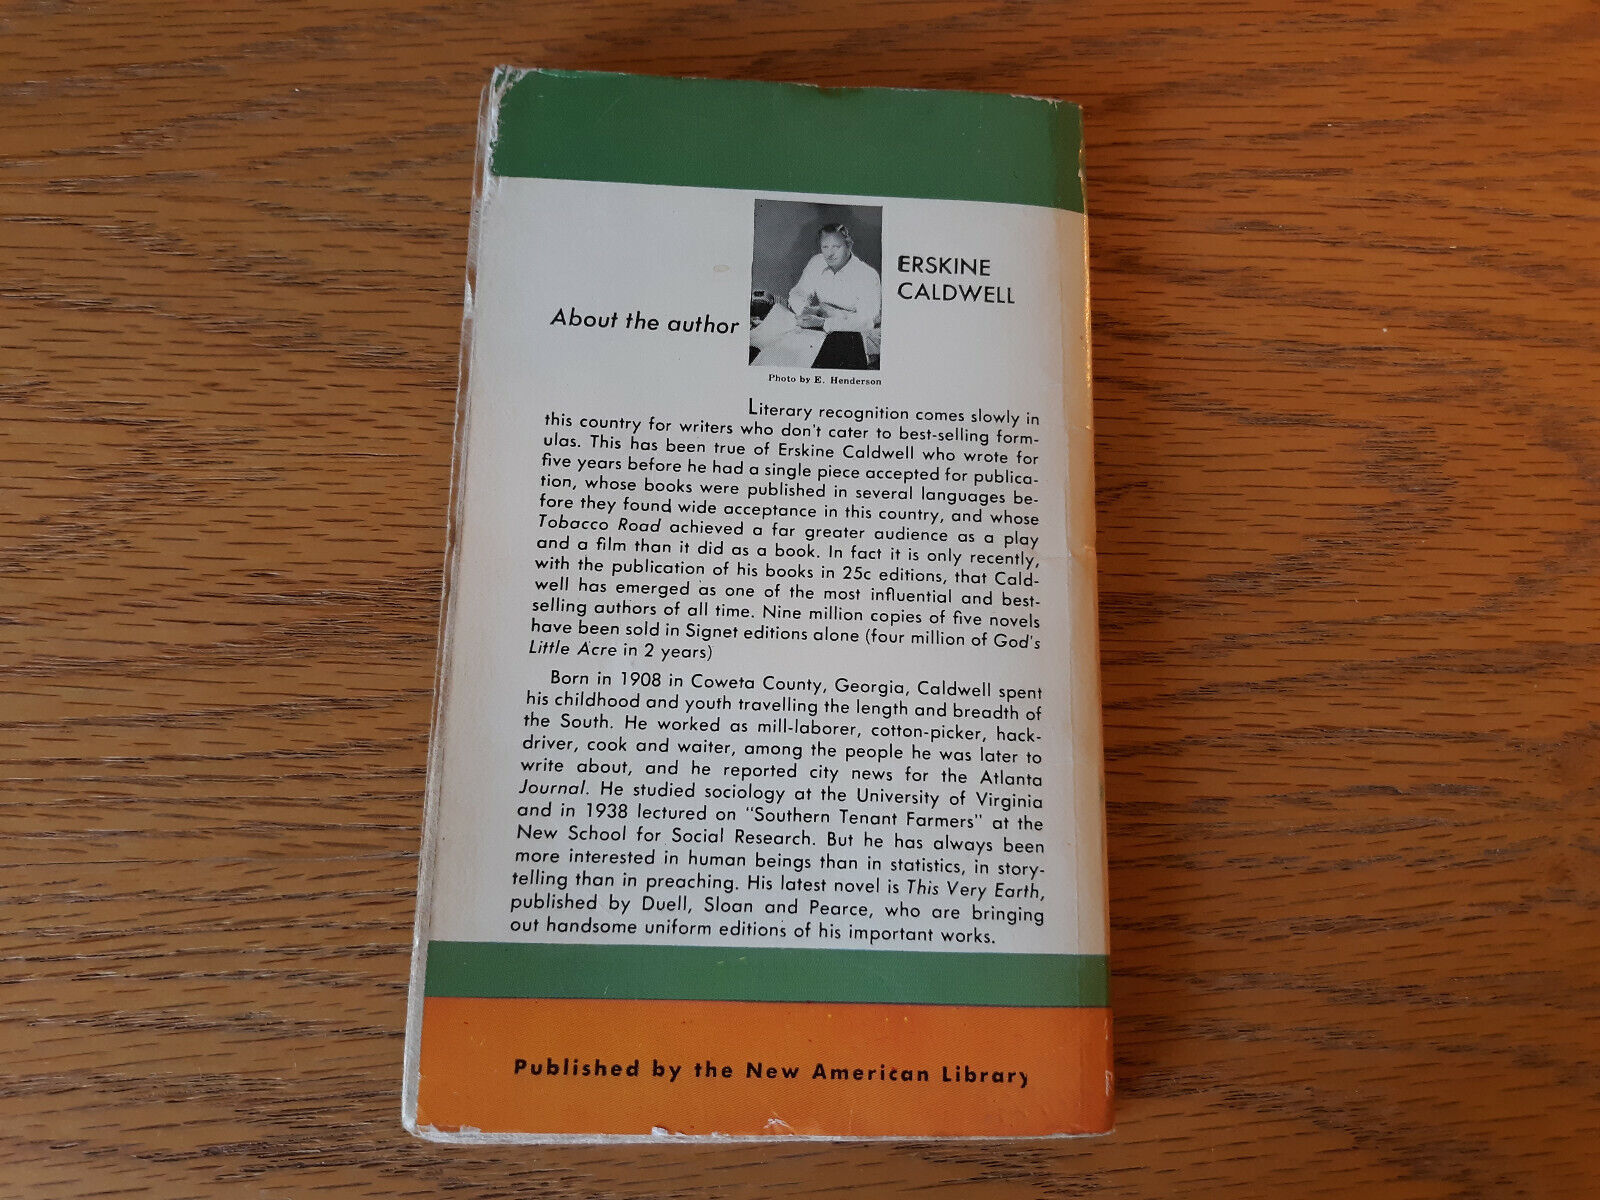 ERSKINE
CALDWELL
About the author
Photo by E. Henderson
Literary recognition comes slowly in
this country for writers who don't cater to best-selling form-
ulas. This has been true of Erskine Caldwell who wrote for
five years before he had a single piece accepted for publica-
tion, whose books were published in several languages be-
fore they found wide acceptance in this country, and whose
Tobacco Road achieved a far greater audience as a play
and a film than it did as a book. In fact it is only recently,
with the publication of his books in 25c editions, that Cald-
well has emerged as one of the most influential and best-
selling authors of all time. Nine million copies of five novels
have been sold in Signet editions alone (four million of God's
Little Acre in 2 years)
Born in 1908 in Coweta County, Georgia, Caldwell spent
his childhood and youth travelling the length and breadth of
the South. He worked as mill-laborer, cotton-picker, hack-
driver, cook and waiter, among the people he was later to
write about, and he reported city news for the Atlanta
Journal. He studied sociology at the University of Virginia
and in 1938 lectured on "Southern Tenant Farmers" at the
New School for Social Research. But he has always been
more interested in human beings than in statistics, in story-
telling than in preaching. His latest novel is This Very Earth,
published by Duell, Sloan and Pearce, who are bringing
out handsome uniform editions of his important works.
Published by the New American Library